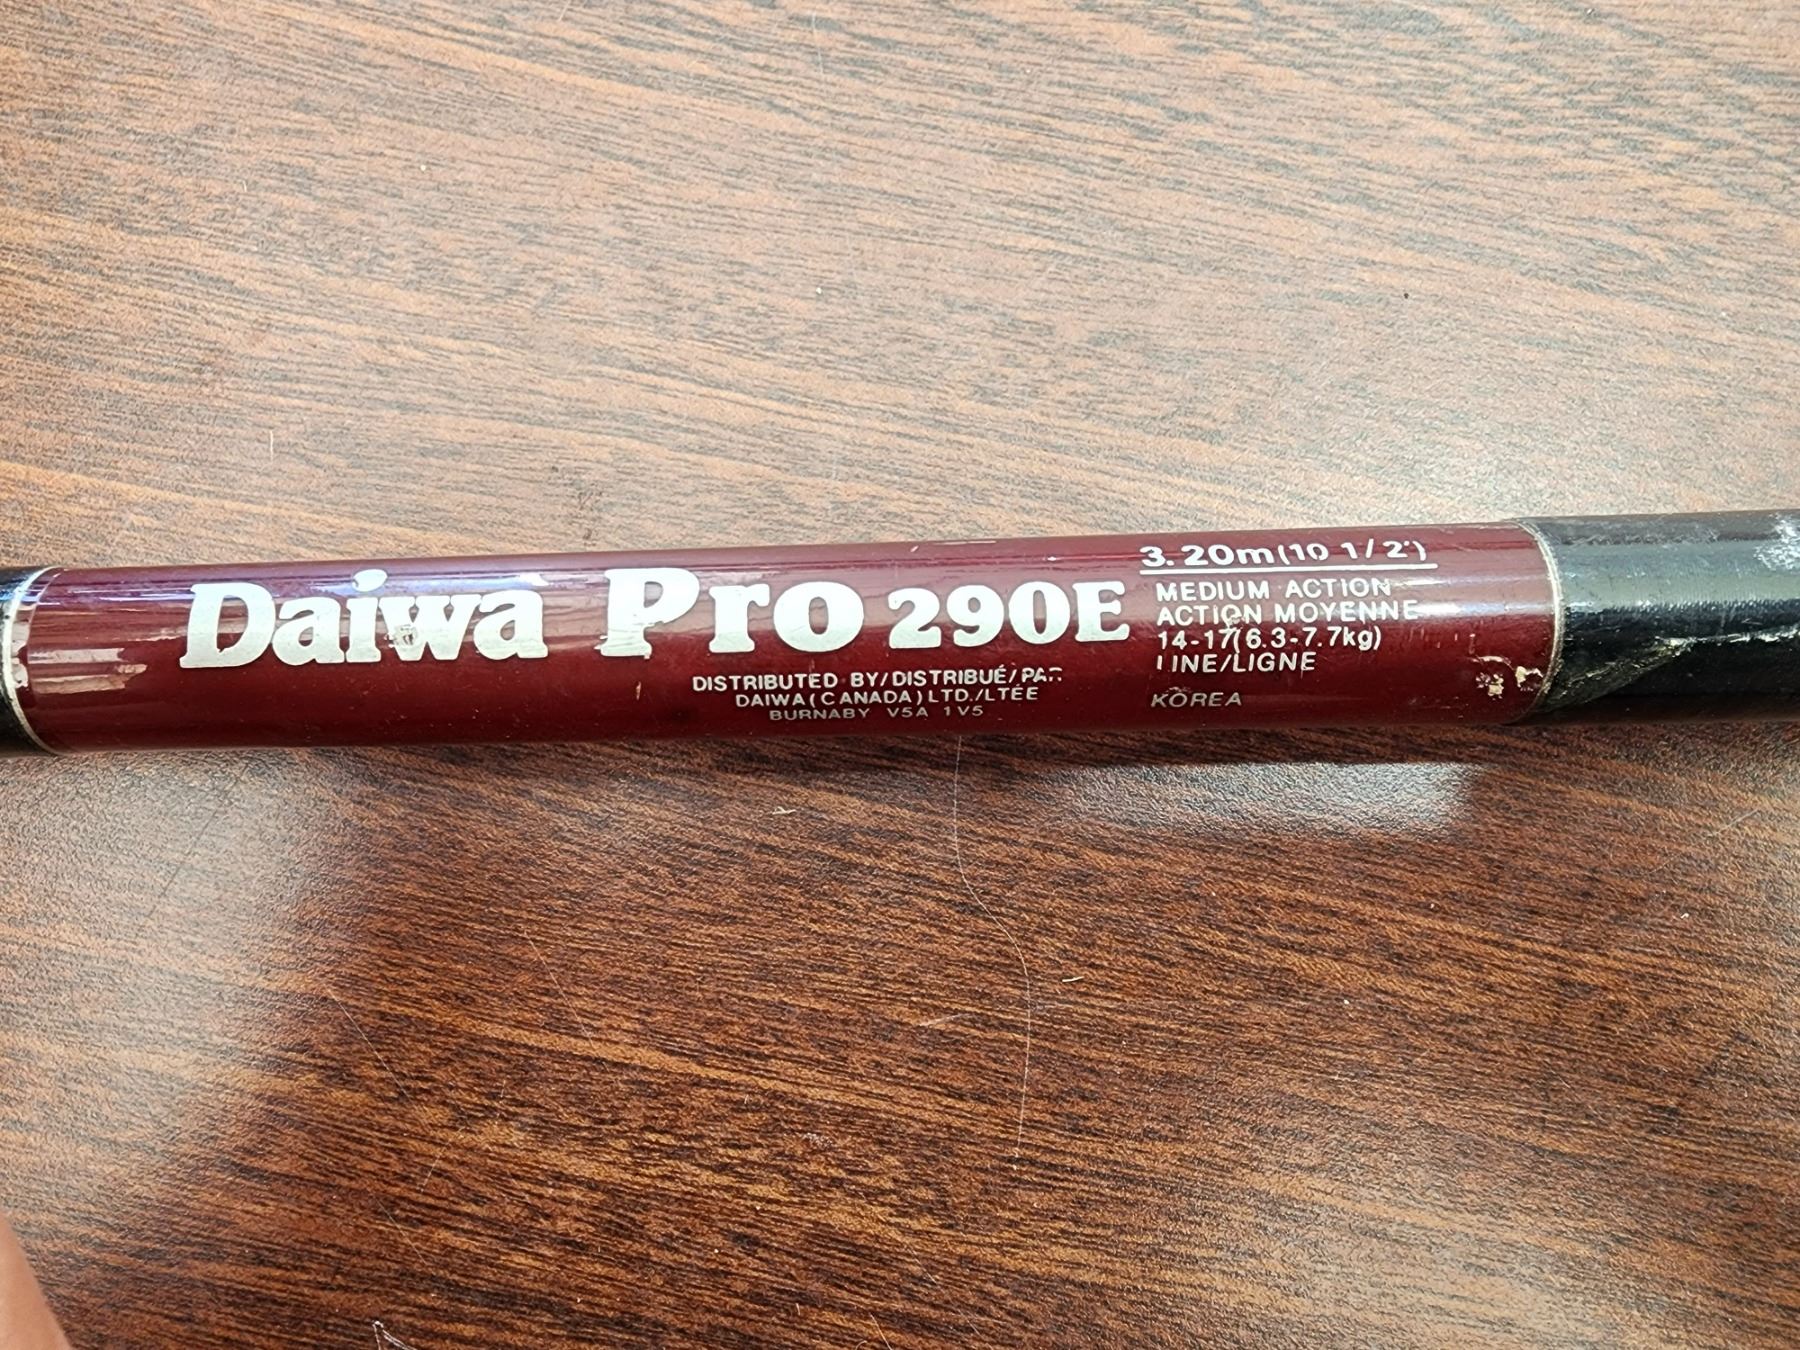 Daiwa Pro 290E
DISTRIBUTED BY/DISTRIBUÉ/PAR
DAIWA (CANADA) LTD./LTÉE
BURNABY V5A 1V5
3.20m (10 1/2')
MEDIUM ACTION
ACTION MOYENNE
14-17(6.3-7.7kg)
LINE/LIGNE
KOREA